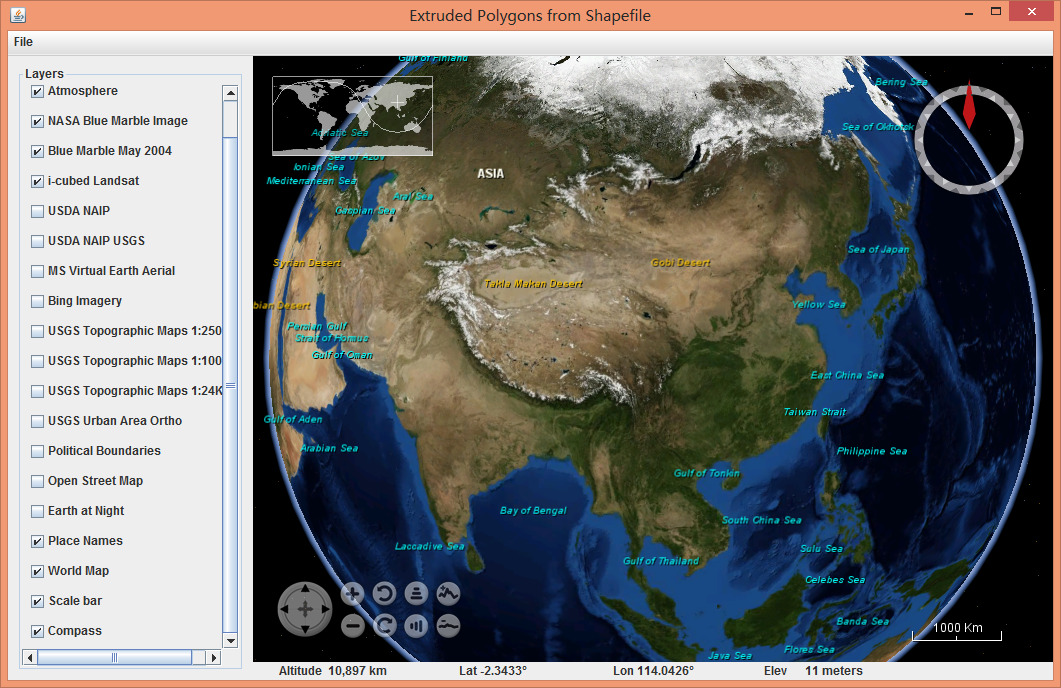 Extruded Polygons from Shapefile
File
Layers
Atmosphere
NASA Blue Marble Image
Blue Marble May 2004
i-cubed Landsat
USDA NAIP
USDA NAIP USGS
MS Virtual Earth Aerial
Bing Imagery
USGS Topographic Maps 1:250
USGS Topographic Maps 1:100
USGS Topographic Maps 1:24K
USGS Urban Area Ortho
Political Boundaries
Open Street Map
Earth at Night
Place Names
World Map
Scale bar
Compass
Gulf of Finland
Bering Sea
Sea of Okhotsk
Adriatic Sea
Sea of Azov
Ionian Sea
Mediterranean Sea
ASIA
Aral Sea
Caspian Sea
Sea of Japan
Syrian Desert
Gobi Desert
Takla Makan Desert
bian Desert
Yellow Sea
Persian Gulf
Strait of Hormus
Gulf of Oman
East China Sea
Taiwan Strait
Gulf of Aden
Arabian Sea
Philippine Sea
Gulf of Tonkin
Bay of Bengal
South China Sea
Laccadive Sea
Sulu Sea
Gulf of Thailand
Celebes Sea
Banda Sea
1000 Km
Flores Sea
Java Sea
Altitude 10,897 km Lat -2.3433° Lon 114.0426° Elev 11 meters